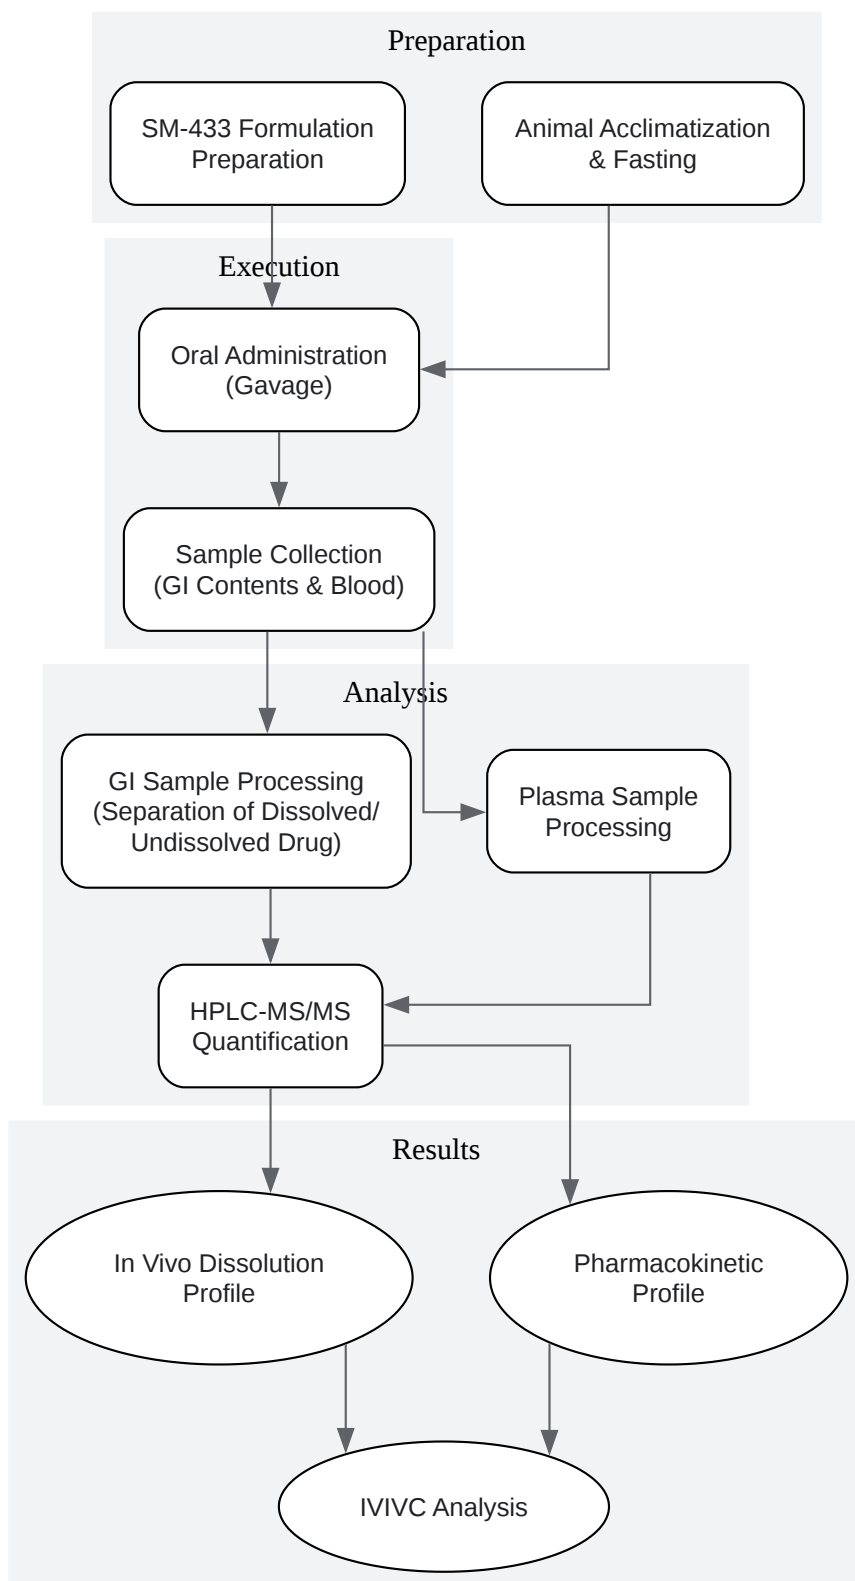 Preparation
SM-433 Formulation
Preparation
Animal Acclimatization
& Fasting
Execution
Oral Administration
(Gavage)
Sample Collection
(GI Contents & Blood)
Analysis
GI Sample Processing
(Separation of Dissolved/
Undissolved Drug)
Plasma Sample
Processing
HPLC-MS/MS
Quantification
Results
In Vivo Dissolution
Profile
Pharmacokinetic
Profile
IVIVC Analysis